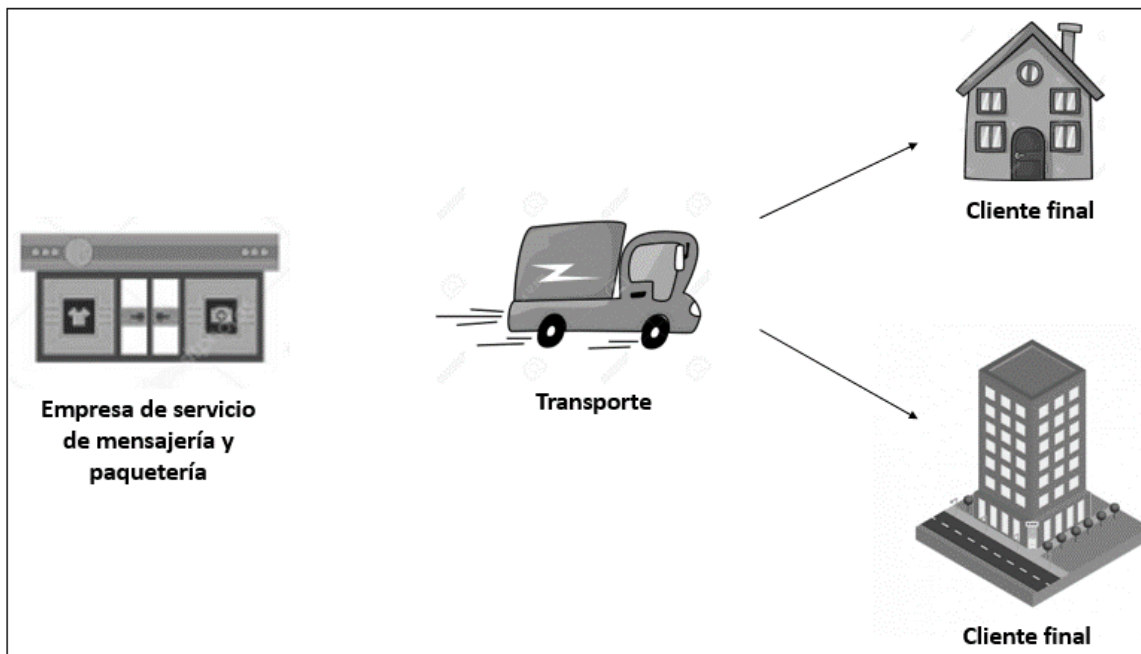 Cliente final
Empresa de servicio
de mensajería y
paquetería
Transporte
Cliente final